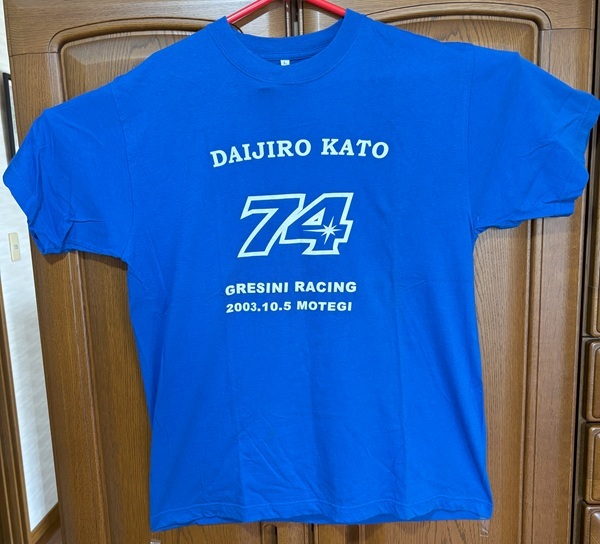 DAIJIRO KATO
74
GRESINI RACING
2003.10.5 MOTEGI